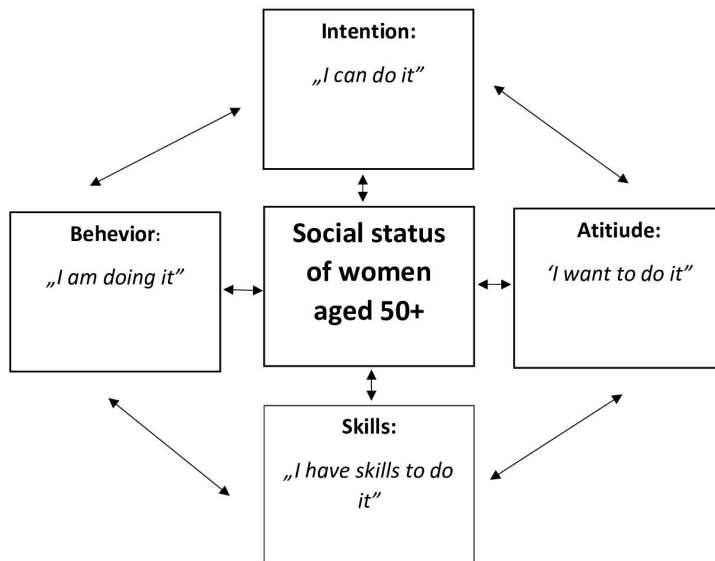 Intention:
„I can do it”
Behevior:
„I am doing it”
Social status
of women
aged 50+
Atitiude:
‘I want to do it”
Skills:
„I have skills to do
it”